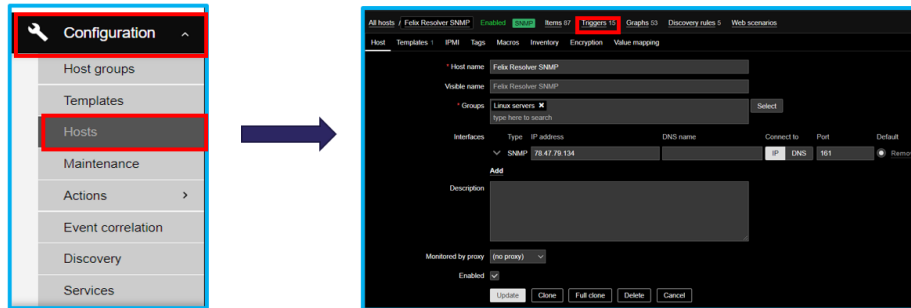 Configuration
Host groups
Templates
Hosts
Maintenance
Actions
Event correlation
Discovery
Services
All hosts / Felix Resolver SNMP Enabled SNMP Items 87 Triggers 15 Graphs 53 Discovery rules 5 Web scenarios
Host Templates 1 IPMI Tags Macros Inventory Encryption Value mapping
* Host name Felix Resolver SNMP
Visible name Felix Resolver SNMP
* Groups Linux servers × Select
type here to search
Interfaces Type IP address DNS name Connect to Port Default
SNMP 78.47.79.134 IP DNS 161 Remov
Add
Description
Monitored by proxy (no proxy)
Enabled
Update Clone Full clone Delete Cancel